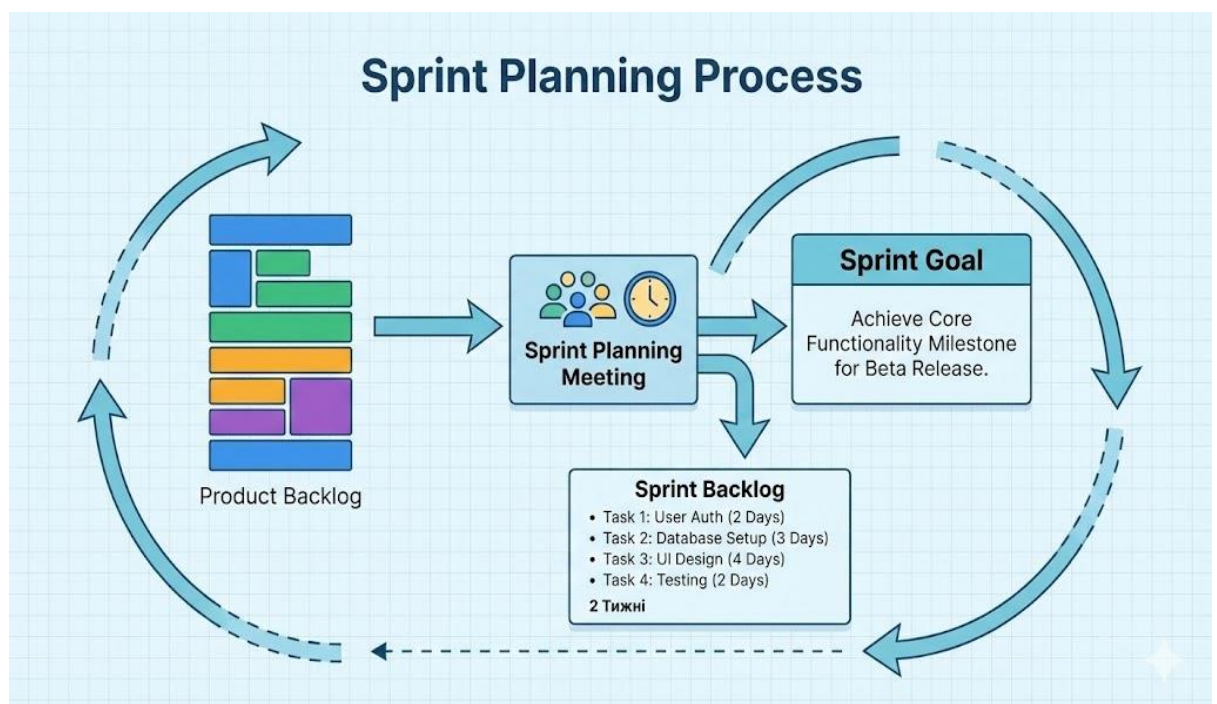 Sprint Planning Process
Product Backlog
Sprint Planning
Meeting
Sprint Goal
Achieve Core
Functionality Milestone
for Beta Release.
Sprint Backlog
• Task 1: User Auth (2 Days)
• Task 2: Database Setup (3 Days)
• Task 3: UI Design (4 Days)
• Task 4: Testing (2 Days)
2 Тижні